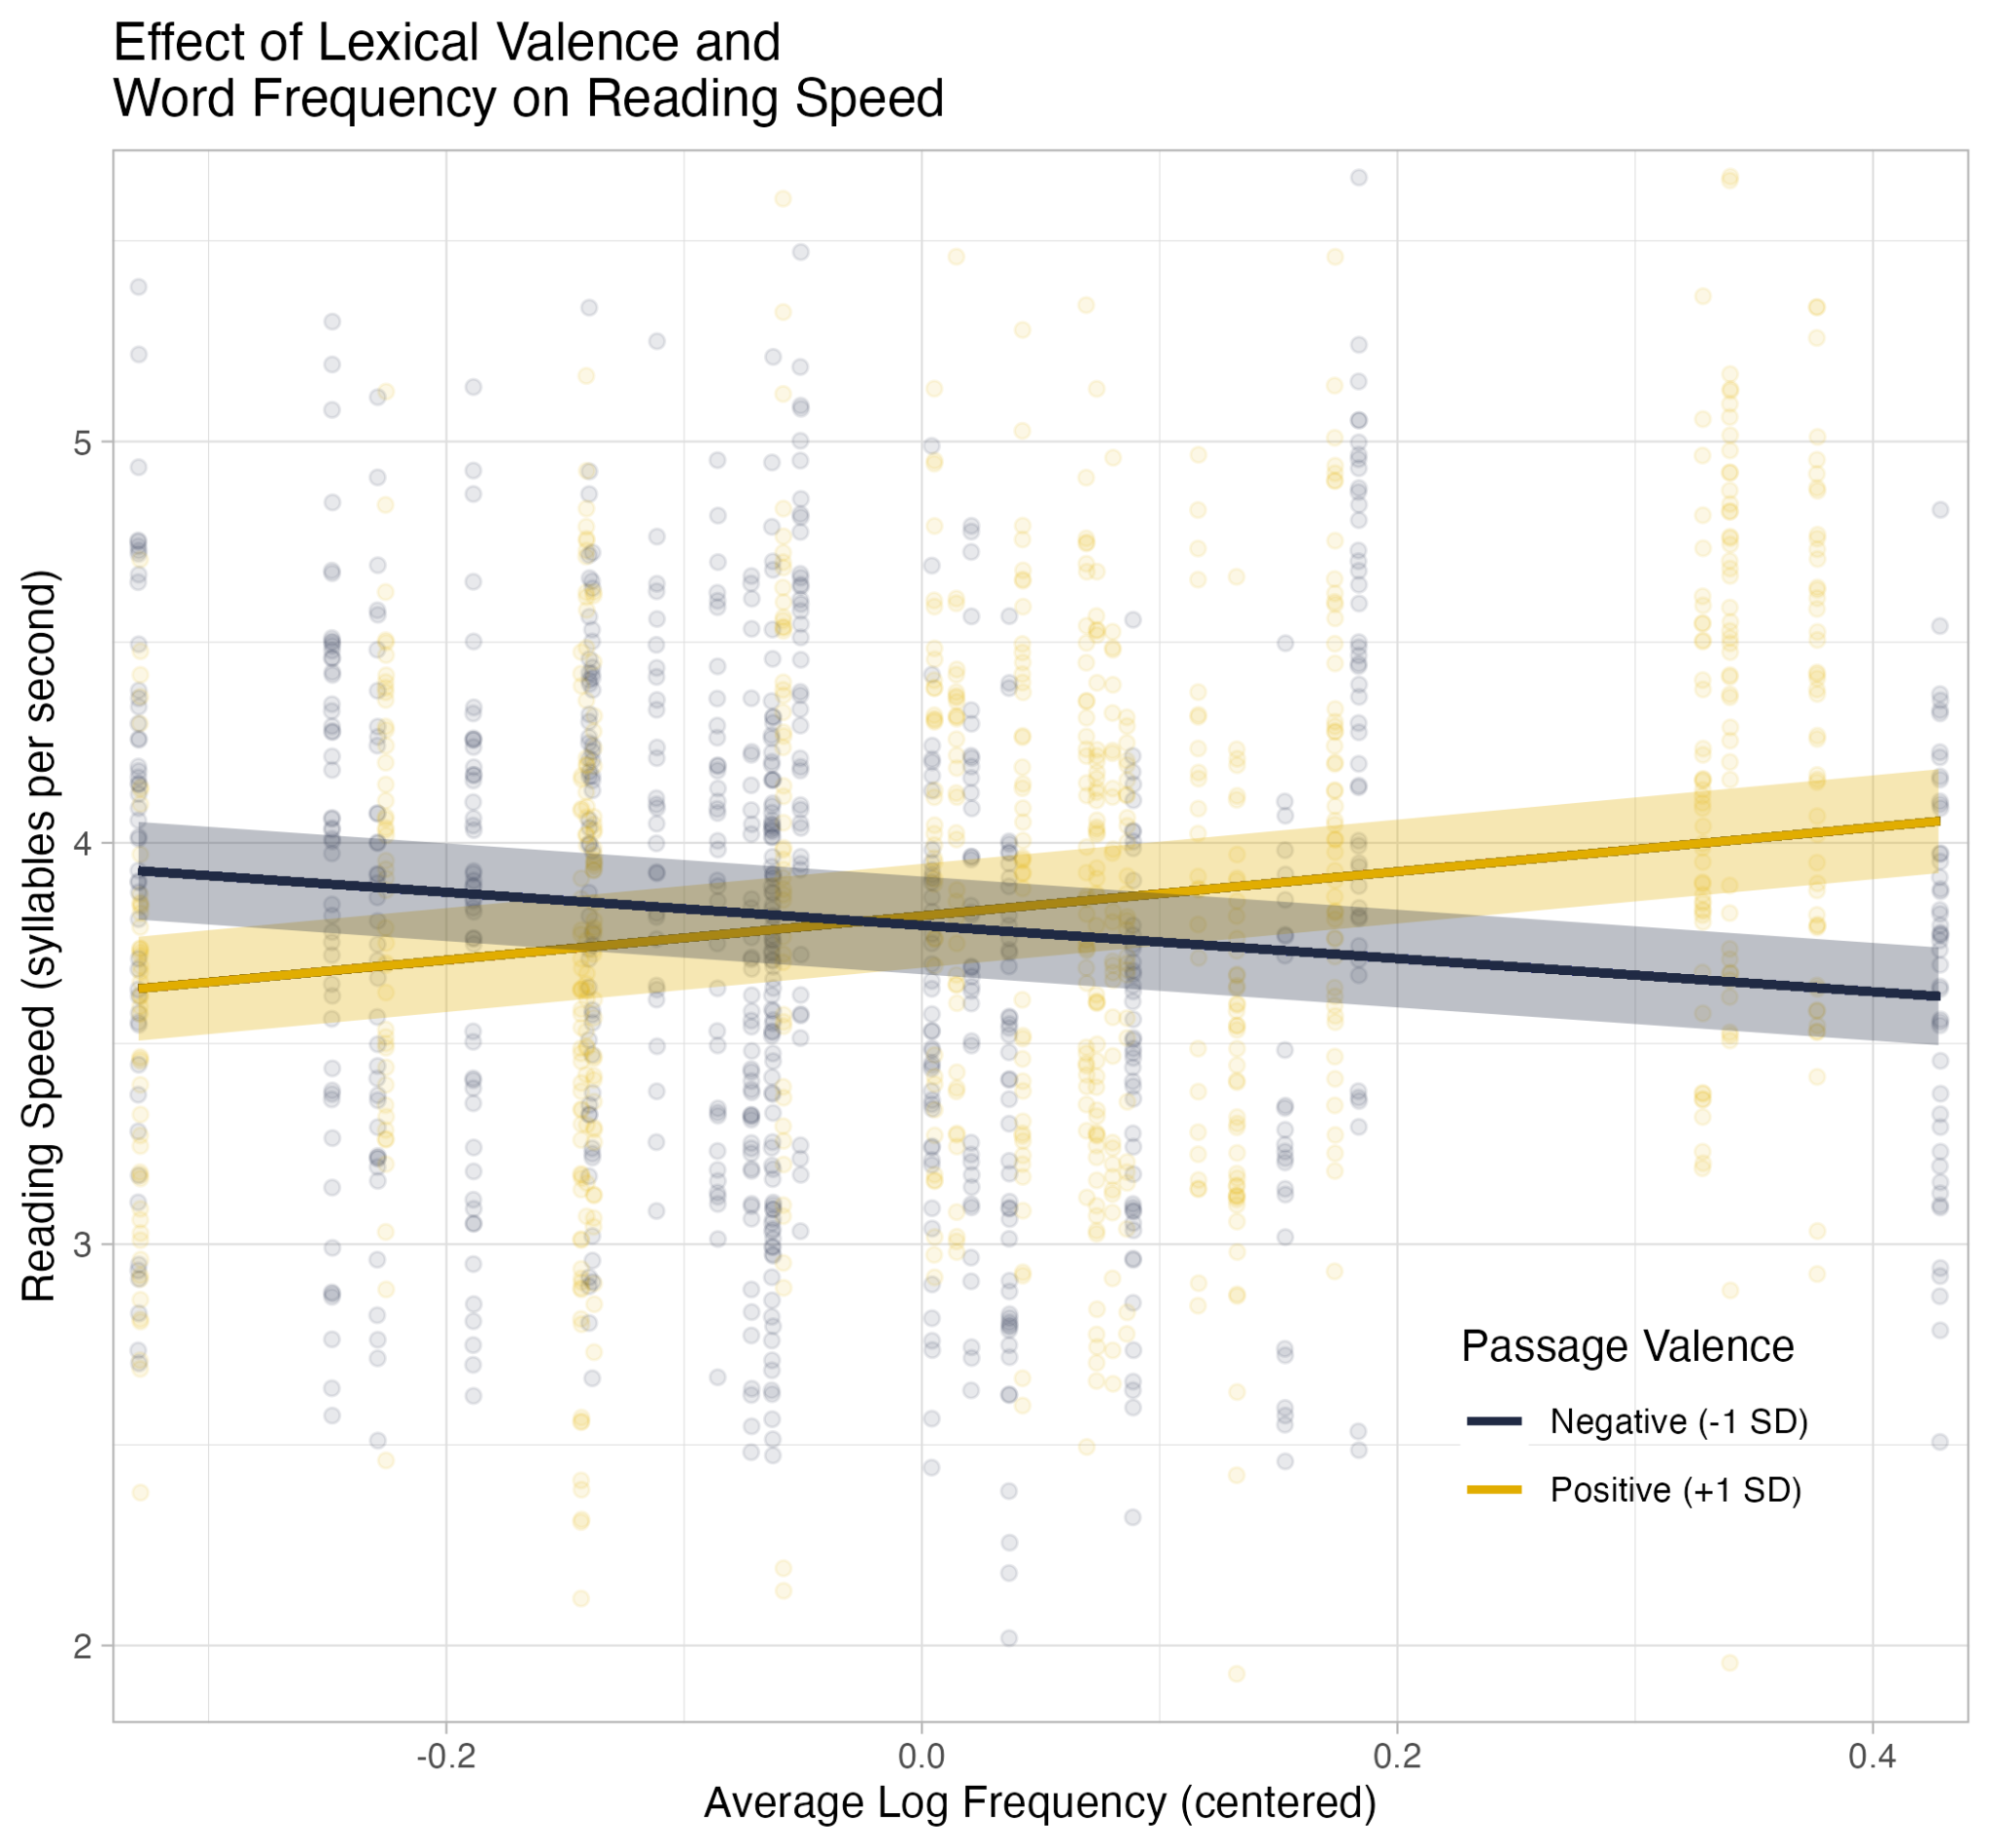 Effect of Lexical Valence and
Word Frequency on Reading Speed
Reading Speed (syllables per second)
5
4
3
2
Passage Valence
Negative (-1 SD)
Positive (+1 SD)
-0.2
0.0
0.2
0.4
Average Log Frequency (centered)